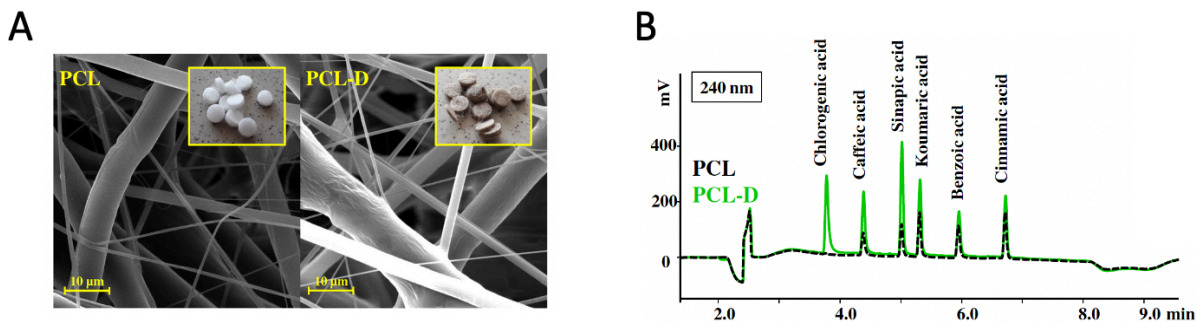 A
PCL
PCL-D
10 µm
10 µm
B
240 nm
mV
400
200
0
PCL
PCL-D
Chlorogenic acid
Caffeic acid
Sinapic acid
Koumaric acid
Benzoic acid
Cinnamic acid
2.0 4.0 6.0 8.0 9.0 min